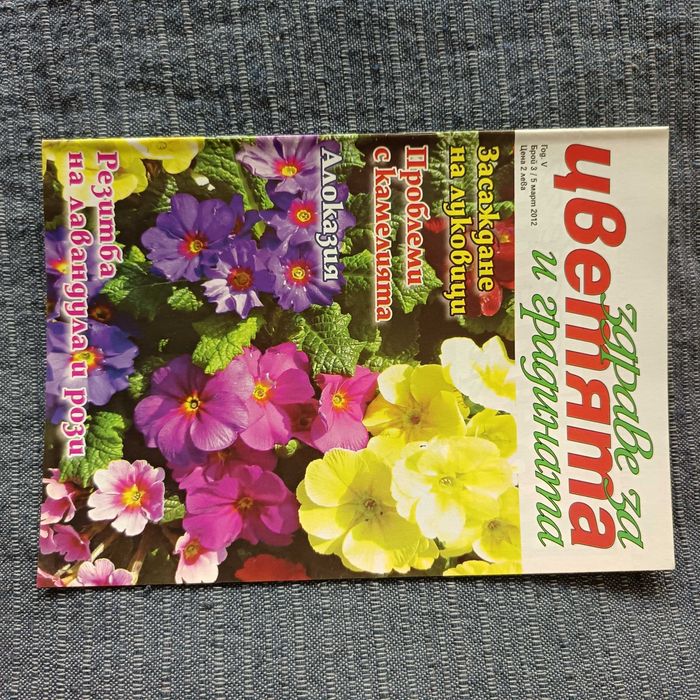 здраве за
цветята
и градината
Год. V
Брой 3 / 5 март 2012
Цена 2 лева
Засаждане
на луковици
Проблеми
с камелията
Алоказия
Резитба
на лавандула и рози